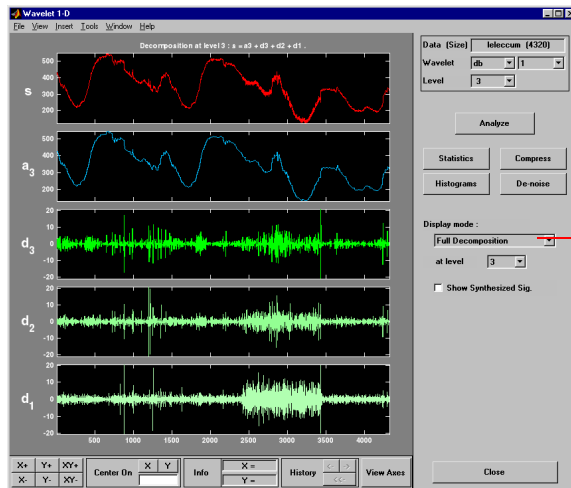 Wavelet 1-D
File View Insert Tools Window Help
Decomposition at level 3 : a = a3 + d3 + d2 + d1 .
500
400
300
200
s
500
400
300
200
a3
20
10
0
-10
-20
d3
20
10
0
-10
-20
d2
20
10
0
-10
-20
d1
500 1000 1500 2000 2500 3000 3500 4000
Data (Size) leleccum (4320)
Wavelet db 1
Level 3
Analyze
Statistics Compress
Histograms De-noise
Display mode :
Full Decomposition
at level 3
Show Synthesized Sig.
X+ Y+ XY+
X- Y- XY-
Center On X Y
Info X =
Y =
History <- ->
<<-
View Axes
Close